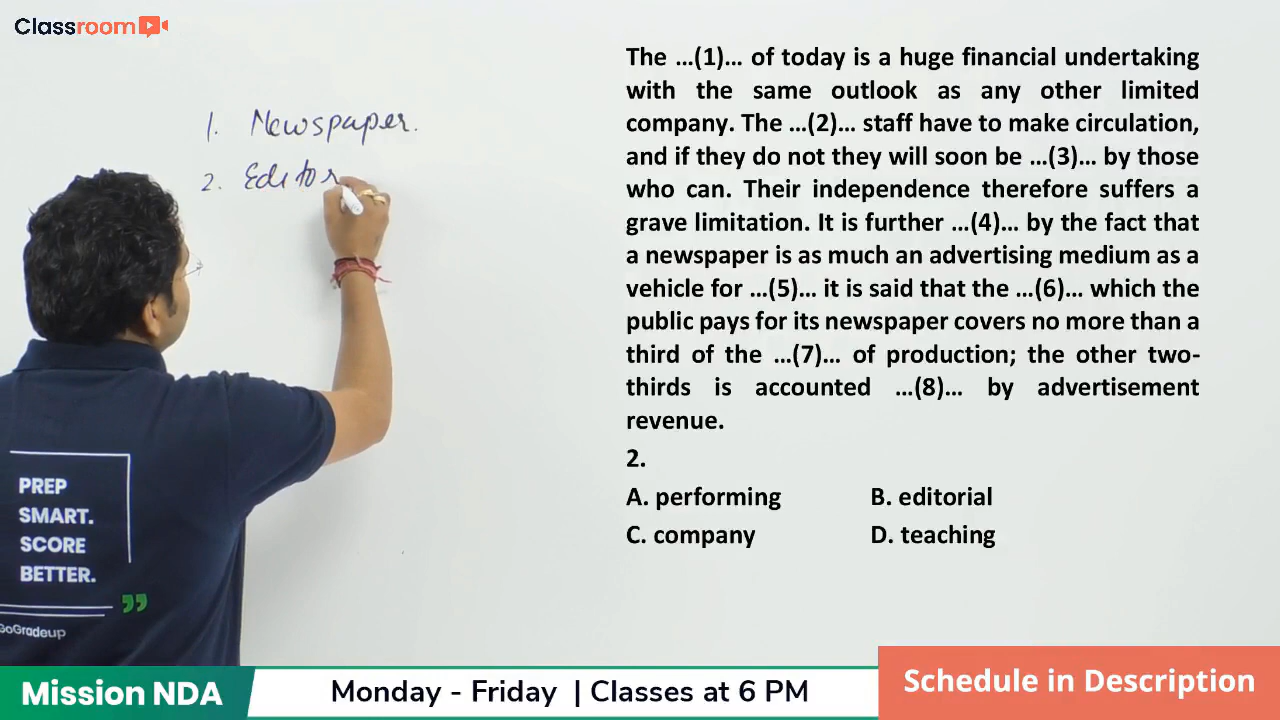 Classroom
1. Newspaper.
2. Editor
The ...(1)... of today is a huge financial undertaking
with the same outlook as any other limited
company. The ...(2)... staff have to make circulation,
and if they do not they will soon be ...(3)... by those
who can. Their independence therefore suffers a
grave limitation. It is further ...(4)... by the fact that
a newspaper is as much an advertising medium as a
vehicle for ...(5)... it is said that the ...(6)... which the
public pays for its newspaper covers no more than a
third of the ...(7)... of production; the other two-
thirds is accounted ...(8)... by advertisement
revenue.
2.
A. performing B. editorial
C. company D. teaching
PREP
SMART.
SCORE
BETTER.
GoGradeup
Mission NDA
Monday - Friday | Classes at 6 PM
Schedule in Description